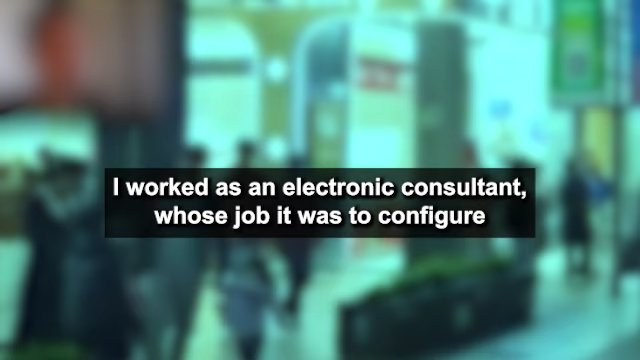 I worked as an electronic consultant,
whose job it was to configure